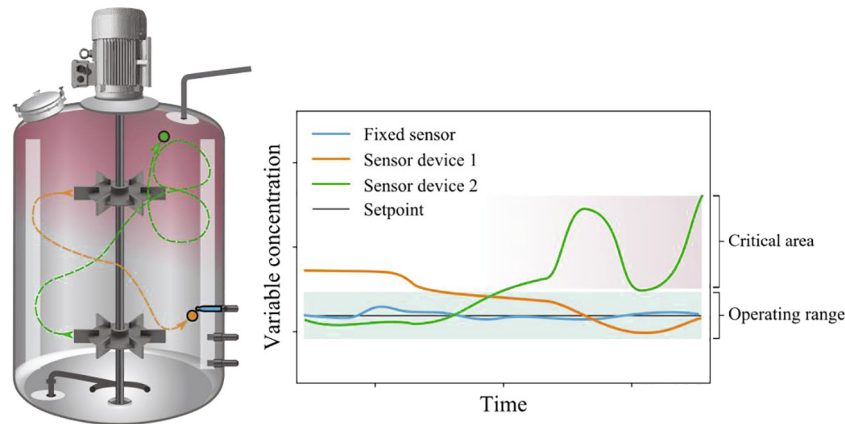 Fixed sensor
Sensor device 1
Sensor device 2
Setpoint
Variable concentration
Critical area
Operating range
Time